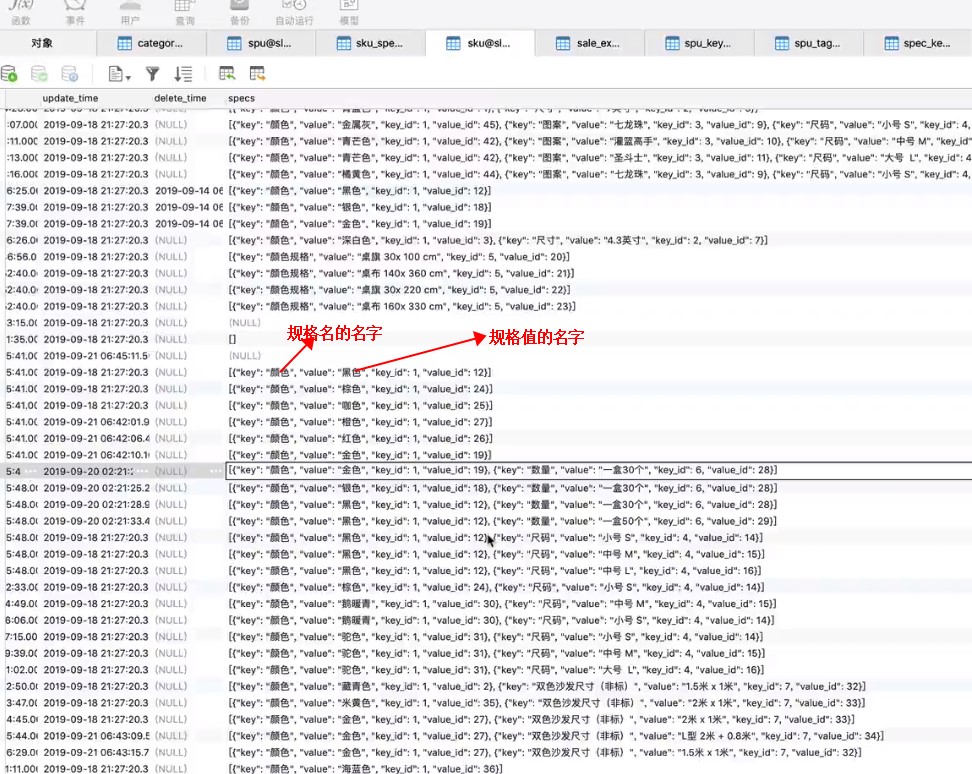 f(x)
函数 事件 用户 查询 备份 自动运行 模型
对象 categor... spu@sl... sku_spe... sku@sl... sale_ex... spu_key... spu_tag... spec_ke...
update_time delete_time specs
:07.000 2019-09-18 21:27:20.3 (NULL) [{"key": "颜色", "value": "金属灰", "key_id": 1, "value_id": 45}, {"key": "图案", "value": "七龙珠", "key_id": 3, "value_id": 9}, {"key": "尺码", "value": "小号 S", "key_id": 4,
:11.000 2019-09-18 21:27:20.3 (NULL) [{"key": "颜色", "value": "青芒色", "key_id": 1, "value_id": 42}, {"key": "图案", "value": "灌篮高手", "key_id": 3, "value_id": 10}, {"key": "尺码", "value": "中号 M", "key_id":
:13.000 2019-09-18 21:27:20.3 (NULL) [{"key": "颜色", "value": "青芒色", "key_id": 1, "value_id": 42}, {"key": "图案", "value": "圣斗士", "key_id": 3, "value_id": 11}, {"key": "尺码", "value": "大号  L", "key_id": 4
:16.000 2019-09-18 21:27:20.3 (NULL) [{"key": "颜色", "value": "橘黄色", "key_id": 1, "value_id": 44}, {"key": "图案", "value": "七龙珠", "key_id": 3, "value_id": 9}, {"key": "尺码", "value": "小号 S", "key_id": 4,
6:25.0( 2019-09-18 21:27:20.3 2019-09-14 06 [{"key": "颜色", "value": "黑色", "key_id": 1, "value_id": 12}]
7:39.0( 2019-09-18 21:27:20.3 2019-09-14 06 [{"key": "颜色", "value": "银色", "key_id": 1, "value_id": 18}]
7:39.0( 2019-09-18 21:27:20.3 2019-09-14 06 [{"key": "颜色", "value": "金色", "key_id": 1, "value_id": 19}]
6:26.0( 2019-09-18 21:27:20.3 (NULL) [{"key": "颜色", "value": "深白色", "key_id": 1, "value_id": 3}, {"key": "尺寸", "value": "4.3英寸", "key_id": 2, "value_id": 7}]
6:56.0 2019-09-18 21:27:20.3 (NULL) [{"key": "颜色规格", "value": "桌旗 30x 100 cm", "key_id": 5, "value_id": 20}]
2:40.0( 2019-09-18 21:27:20.3 (NULL) [{"key": "颜色规格", "value": "桌布 140x 360 cm", "key_id": 5, "value_id": 21}]
2:40.0( 2019-09-18 21:27:20.3 (NULL) [{"key": "颜色规格", "value": "桌旗 30x 220 cm", "key_id": 5, "value_id": 22}]
2:40.0( 2019-09-18 21:27:20.3 (NULL) [{"key": "颜色规格", "value": "桌布 160x 330 cm", "key_id": 5, "value_id": 23}]
3:15.00 2019-09-18 21:27:20.3 (NULL) (NULL)
1:35.00 2019-09-18 21:27:20.3 (NULL) []
规格名的名字 规格值的名字
5:41.00 2019-09-21 06:45:11.5 (NULL) (NULL)
5:41.00 2019-09-18 21:27:20.3 (NULL) [{"key": "颜色", "value": "黑色", "key_id": 1, "value_id": 12}]
5:41.00 2019-09-18 21:27:20.3 (NULL) [{"key": "颜色", "value": "棕色", "key_id": 1, "value_id": 24}]
5:41.00 2019-09-18 21:27:20.3 (NULL) [{"key": "颜色", "value": "咖色", "key_id": 1, "value_id": 25}]
5:41.00 2019-09-21 06:42:01.9 (NULL) [{"key": "颜色", "value": "橙色", "key_id": 1, "value_id": 27}]
5:41.00 2019-09-21 06:42:06.4 (NULL) [{"key": "颜色", "value": "红色", "key_id": 1, "value_id": 26}]
5:41.00 2019-09-21 06:42:10.1( (NULL) [{"key": "颜色", "value": "金色", "key_id": 1, "value_id": 19}]
5:4 ... 2019-09-20 02:21:2 ... (NULL) ... [{"key": "颜色", "value": "金色", "key_id": 1, "value_id": 19}, {"key": "数量", "value": "一盒30个", "key_id": 6, "value_id": 28}]
5:48.00 2019-09-20 02:21:25.2 (NULL) [{"key": "颜色", "value": "银色", "key_id": 1, "value_id": 18}, {"key": "数量", "value": "一盒30个", "key_id": 6, "value_id": 28}]
5:48.00 2019-09-20 02:21:28.9 (NULL) [{"key": "颜色", "value": "黑色", "key_id": 1, "value_id": 12}, {"key": "数量", "value": "一盒30个", "key_id": 6, "value_id": 28}]
5:48.00 2019-09-20 02:21:33.4 (NULL) [{"key": "颜色", "value": "黑色", "key_id": 1, "value_id": 12}, {"key": "数量", "value": "一盒50个", "key_id": 6, "value_id": 29}]
5:48.00 2019-09-18 21:27:20.3 (NULL) [{"key": "颜色", "value": "黑色", "key_id": 1, "value_id": 12}, {"key": "尺码", "value": "小号 S", "key_id": 4, "value_id": 14}]
5:48.00 2019-09-18 21:27:20.3 (NULL) [{"key": "颜色", "value": "黑色", "key_id": 1, "value_id": 12}, {"key": "尺码", "value": "中号 M", "key_id": 4, "value_id": 15}]
5:48.00 2019-09-18 21:27:20.3 (NULL) [{"key": "颜色", "value": "黑色", "key_id": 1, "value_id": 12}, {"key": "尺码", "value": "中号 L", "key_id": 4, "value_id": 16}]
2:33.00 2019-09-18 21:27:20.3 (NULL) [{"key": "颜色", "value": "棕色", "key_id": 1, "value_id": 24}, {"key": "尺码", "value": "小号 S", "key_id": 4, "value_id": 14}]
4:49.00 2019-09-18 21:27:20.3 (NULL) [{"key": "颜色", "value": "鹅暖青", "key_id": 1, "value_id": 30}, {"key": "尺码", "value": "中号 M", "key_id": 4, "value_id": 15}]
6:06.00 2019-09-18 21:27:20.3 (NULL) [{"key": "颜色", "value": "鹅暖青", "key_id": 1, "value_id": 30}, {"key": "尺码", "value": "小号 S", "key_id": 4, "value_id": 14}]
7:15.00 2019-09-18 21:27:20.3 (NULL) [{"key": "颜色", "value": "驼色", "key_id": 1, "value_id": 31}, {"key": "尺码", "value": "小号 S", "key_id": 4, "value_id": 14}]
9:39.00 2019-09-18 21:27:20.3 (NULL) [{"key": "颜色", "value": "驼色", "key_id": 1, "value_id": 31}, {"key": "尺码", "value": "中号 M", "key_id": 4, "value_id": 15}]
1:02.00 2019-09-18 21:27:20.3 (NULL) [{"key": "颜色", "value": "驼色", "key_id": 1, "value_id": 31}, {"key": "尺码", "value": "大号  L", "key_id": 4, "value_id": 16}]
2:50.00 2019-09-18 21:27:20.3 (NULL) [{"key": "颜色", "value": "藏青色", "key_id": 1, "value_id": 2}, {"key": "双色沙发尺寸（非标）", "value": "1.5米 x 1米", "key_id": 7, "value_id": 32}]
3:47.00 2019-09-18 21:27:20.3 (NULL) [{"key": "颜色", "value": "米黄色", "key_id": 1, "value_id": 35}, {"key": "双色沙发尺寸（非标）", "value": "2米 x 1米", "key_id": 7, "value_id": 33}]
4:45.00 2019-09-18 21:27:20.3 (NULL) [{"key": "颜色", "value": "金色", "key_id": 1, "value_id": 27}, {"key": "双色沙发尺寸（非标）", "value": "2米 x 1米", "key_id": 7, "value_id": 33}]
5:44.00 2019-09-21 06:43:09.5 (NULL) [{"key": "颜色", "value": "金色", "key_id": 1, "value_id": 27}, {"key": "双色沙发尺寸（非标）", "value": "L型 2米 + 0.8米", "key_id": 7, "value_id": 34}]
6:29.00 2019-09-21 06:43:15.7 (NULL) [{"key": "颜色", "value": "金色", "key_id": 1, "value_id": 27}, {"key": "双色沙发尺寸（非标）", "value": "1.5米 x 1米", "key_id": 7, "value_id": 32}]
1:11.00( 2019-09-18 21:27:20.3 (NULL) [{"key": "颜色", "value": "海蓝色", "key_id": 1, "value_id": 36}]